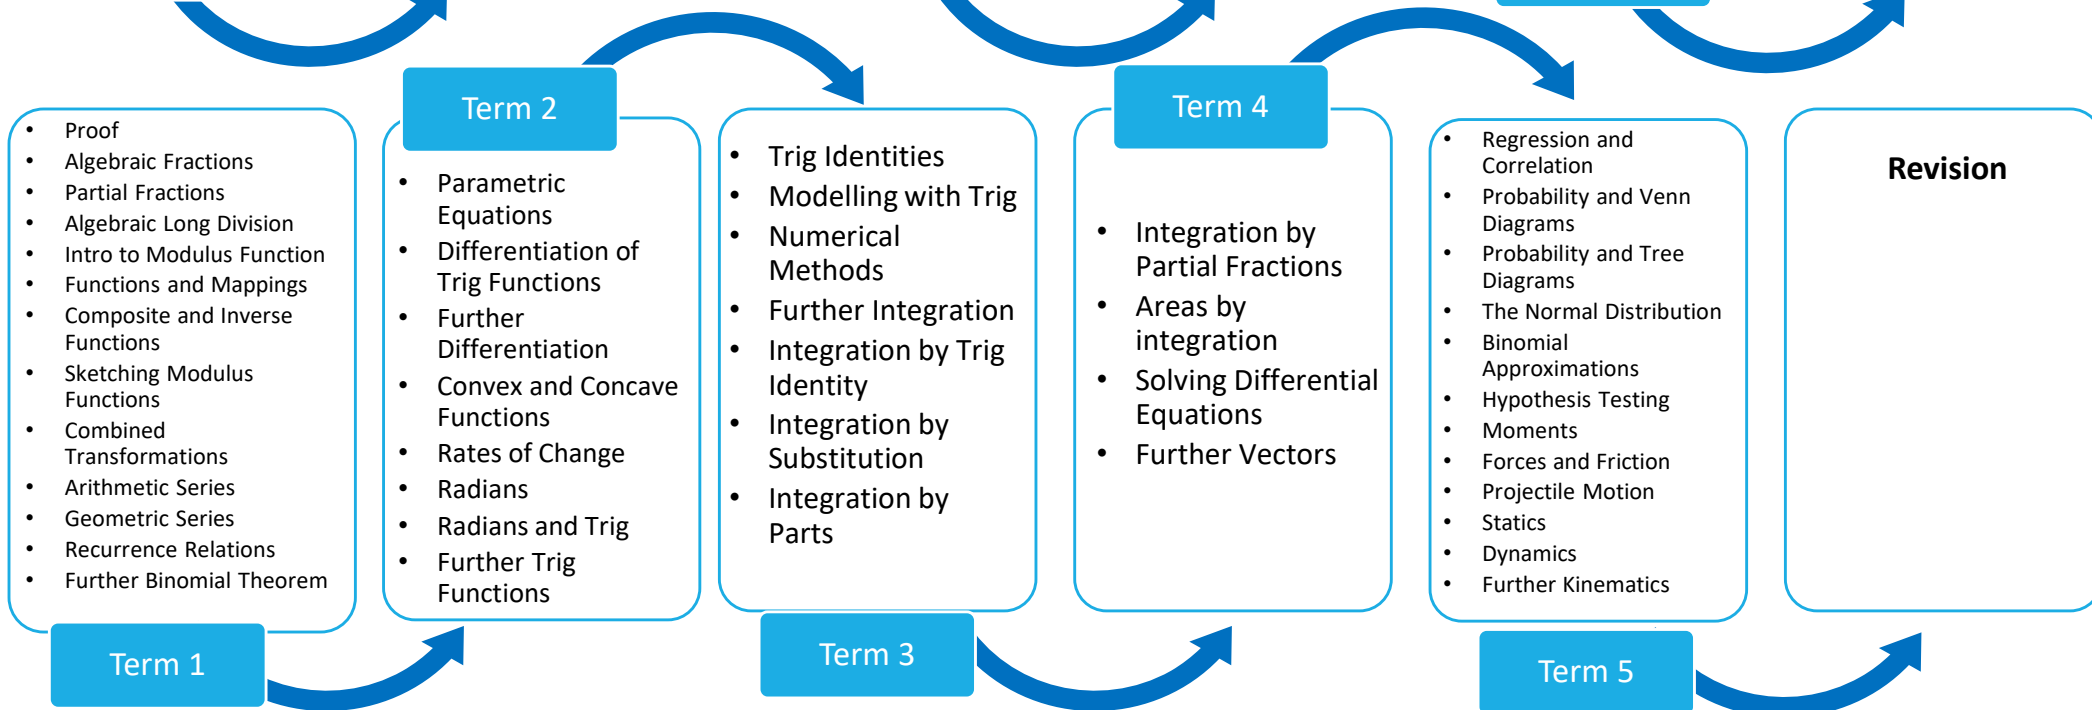 Proof
Algebraic Fractions
Partial Fractions
Algebraic Long Division
Intro to Modulus Function
Functions and Mappings
Composite and Inverse
Functions
Sketching Modulus
Functions
Combined
Transformations
Arithmetic Series
Geometric Series
Recurrence Relations
Further Binomial Theorem
Term 1
Term 2
Parametric
Equations
Differentiation of
Trig Functions
Further
Differentiation
Convex and Concave
Functions
Rates of Change
Radians
Radians and Trig
Further Trig
Functions
Trig Identities
Modelling with Trig
Numerical
Methods
Further Integration
Integration by Trig
Identity
Integration by
Substitution
Integration by
Parts
Term 3
Term 4
Integration by
Partial Fractions
Areas by
integration
Solving Differential
Equations
Further Vectors
Regression and
Correlation
Probability and Venn
Diagrams
Probability and Tree
Diagrams
The Normal Distribution
Binomial
Approximations
Hypothesis Testing
Moments
Forces and Friction
Projectile Motion
Statics
Dynamics
Further Kinematics
Term 5
Revision